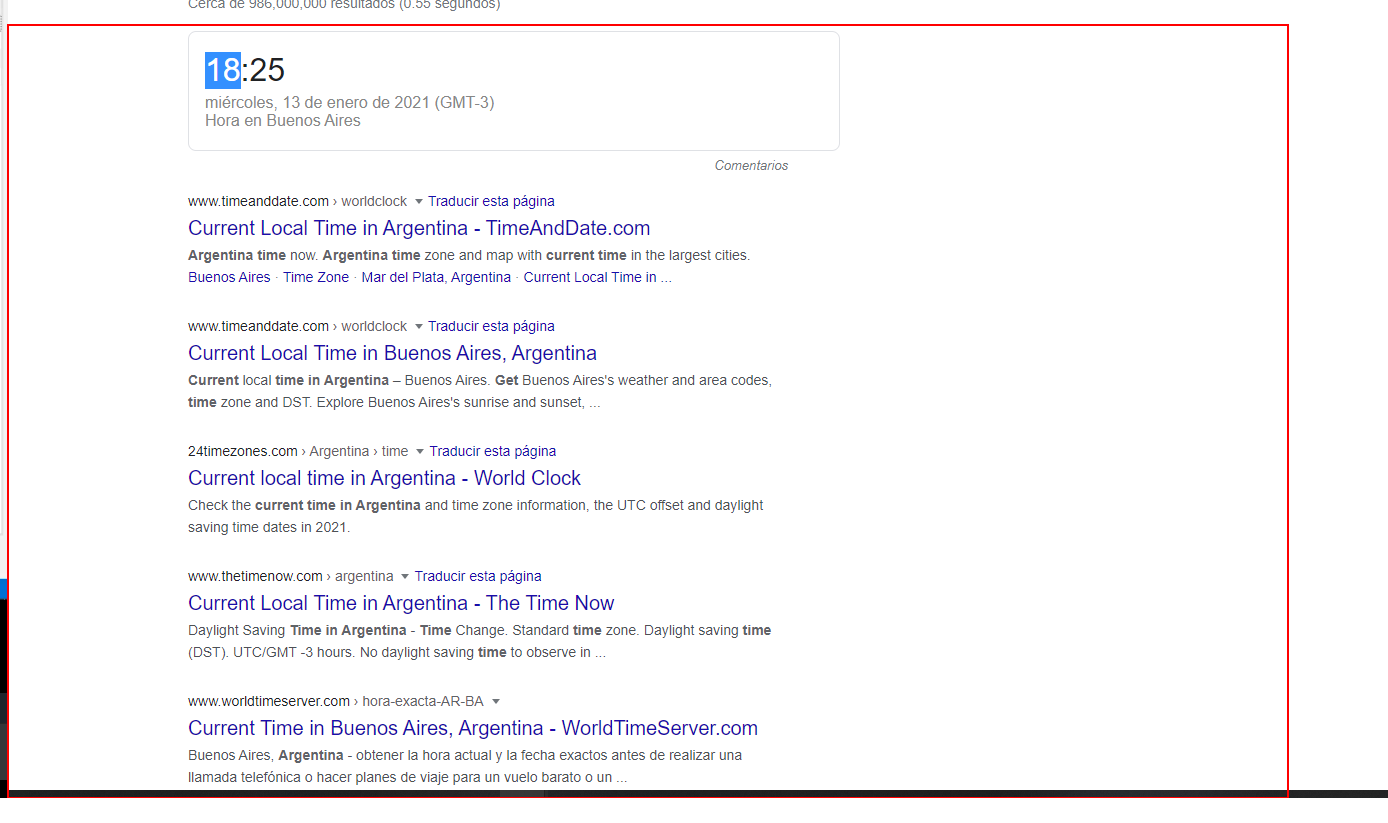 Cerca de 986,000,000 resultados (0.55 segundos)
18:25
miércoles, 13 de enero de 2021 (GMT-3)
Hora en Buenos Aires
Comentarios
www.timeanddate.com › worldclock Traducir esta página
Current Local Time in Argentina - TimeAndDate.com
Argentina time now. Argentina time zone and map with current time in the largest cities.
Buenos Aires · Time Zone · Mar del Plata, Argentina · Current Local Time in ...
www.timeanddate.com › worldclock Traducir esta página
Current Local Time in Buenos Aires, Argentina
Current local time in Argentina – Buenos Aires. Get Buenos Aires's weather and area codes,
time zone and DST. Explore Buenos Aires's sunrise and sunset, ...
24timezones.com › Argentina › time Traducir esta página
Current local time in Argentina - World Clock
Check the current time in Argentina and time zone information, the UTC offset and daylight
saving time dates in 2021.
www.thetimenow.com › argentina Traducir esta página
Current Local Time in Argentina - The Time Now
Daylight Saving Time in Argentina - Time Change. Standard time zone. Daylight saving time
(DST). UTC/GMT -3 hours. No daylight saving time to observe in ...
www.worldtimeserver.com › hora-exacta-AR-BA
Current Time in Buenos Aires, Argentina - WorldTimeServer.com
Buenos Aires, Argentina - obtener la hora actual y la fecha exactos antes de realizar una
llamada telefónica o hacer planes de viaje para un vuelo barato o un ...